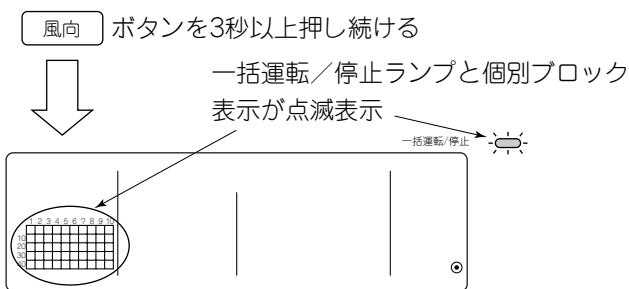 風向 ボタンを3秒以上押し続ける
一括運転／停止ランプと個別ブロック
表示が点滅表示
一括運転/停止
1 2 3 4 5 6 7 8 9 10
10
20
30
40